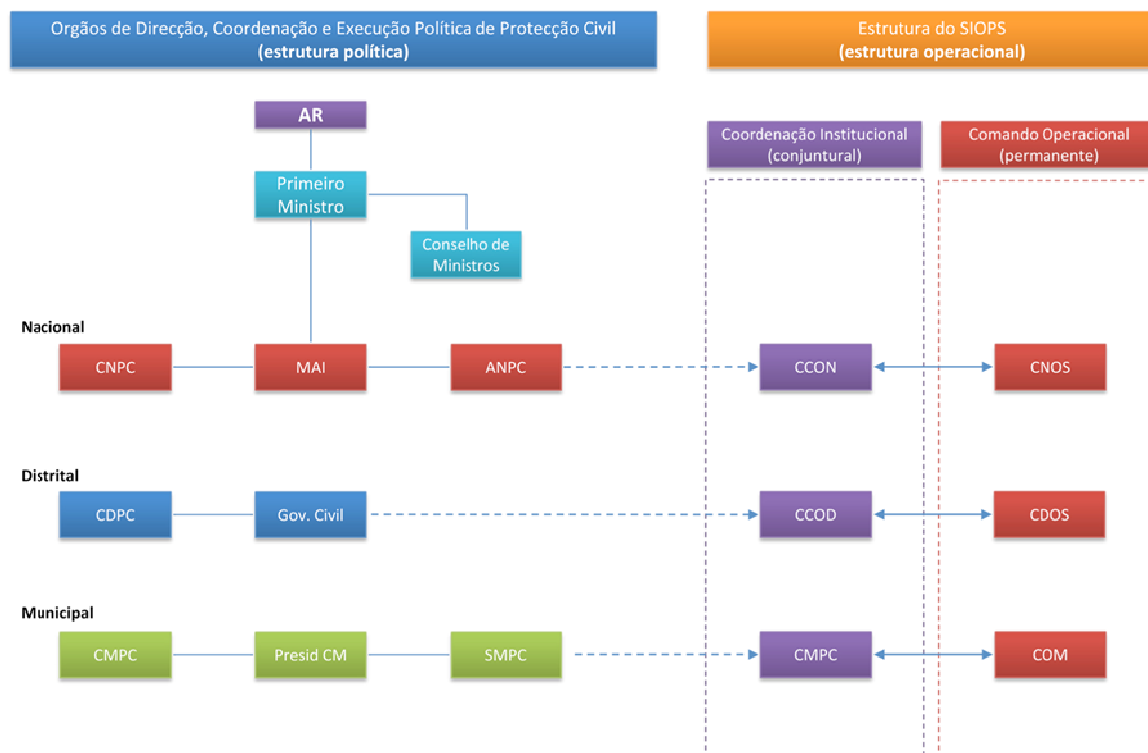 Orgãos de Direcção, Coordenação e Execução Política de Protecção Civil
(estrutura política)
Estrutura do SIOPS
(estrutura operacional)
AR
Coordenação Institucional
(conjuntural)
Comando Operacional
(permanente)
Primeiro
Ministro
Conselho de
Ministros
Nacional
CNPC
MAI
ANPC
CCON
CNOS
Distrital
CDPC
Gov. Civil
CCOD
CDOS
Municipal
CMPC
Presid CM
SMPC
CMPC
COM